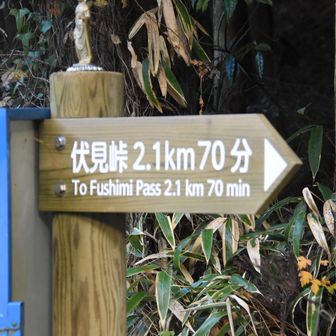 伏見峠 2.1km 70 分
To Fushimi Pass 2.1 km 70 min